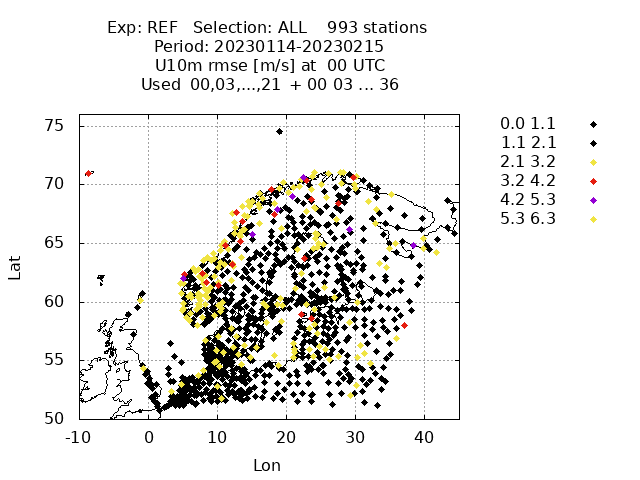 Exp: REF Selection: ALL 993 stations
Period: 20230114-20230215
U10m rmse [m/s] at 00 UTC
Used 00,03,...,21 + 00 03 ... 36
0.0 1.1
1.1 2.1
2.1 3.2
3.2 4.2
4.2 5.3
5.3 6.3
75
70
65
60
55
50
Lat
-10 0 10 20 30 40
Lon